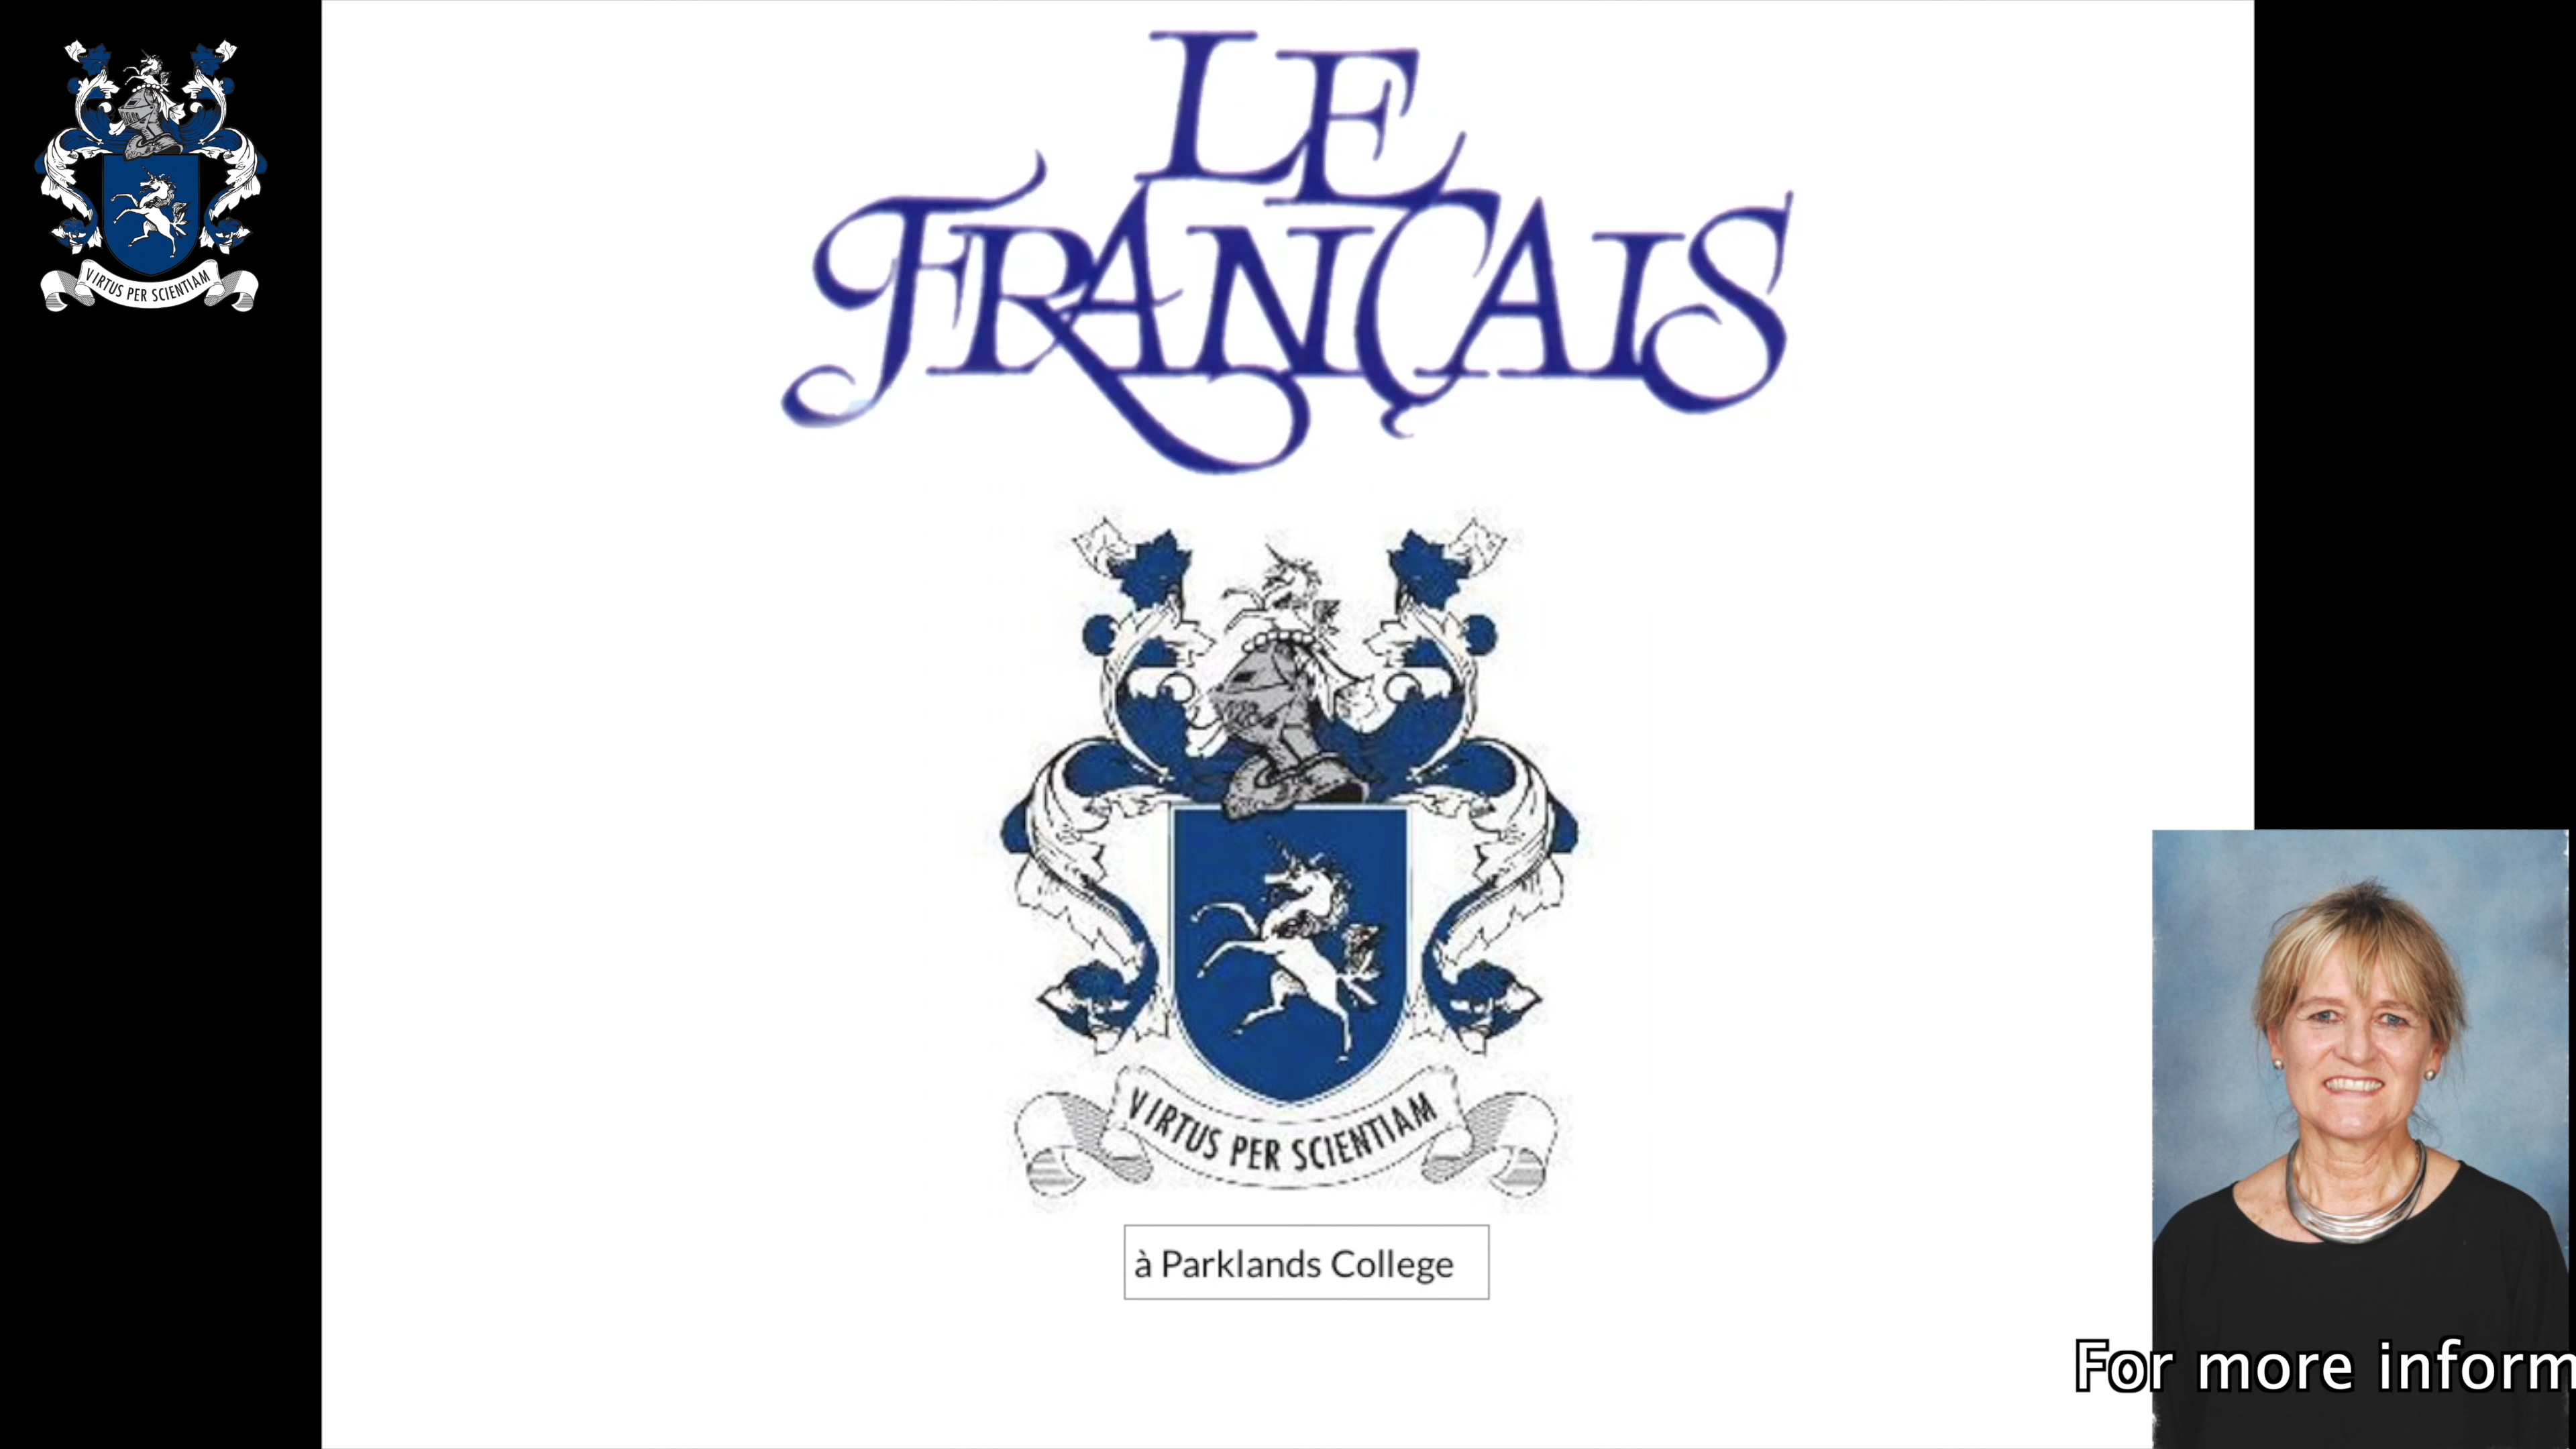 VIRTUS PER SCIENTIAM
LE
FRANÇAIS
VIRTUS PER SCIENTIAM
à Parklands College
For more inform